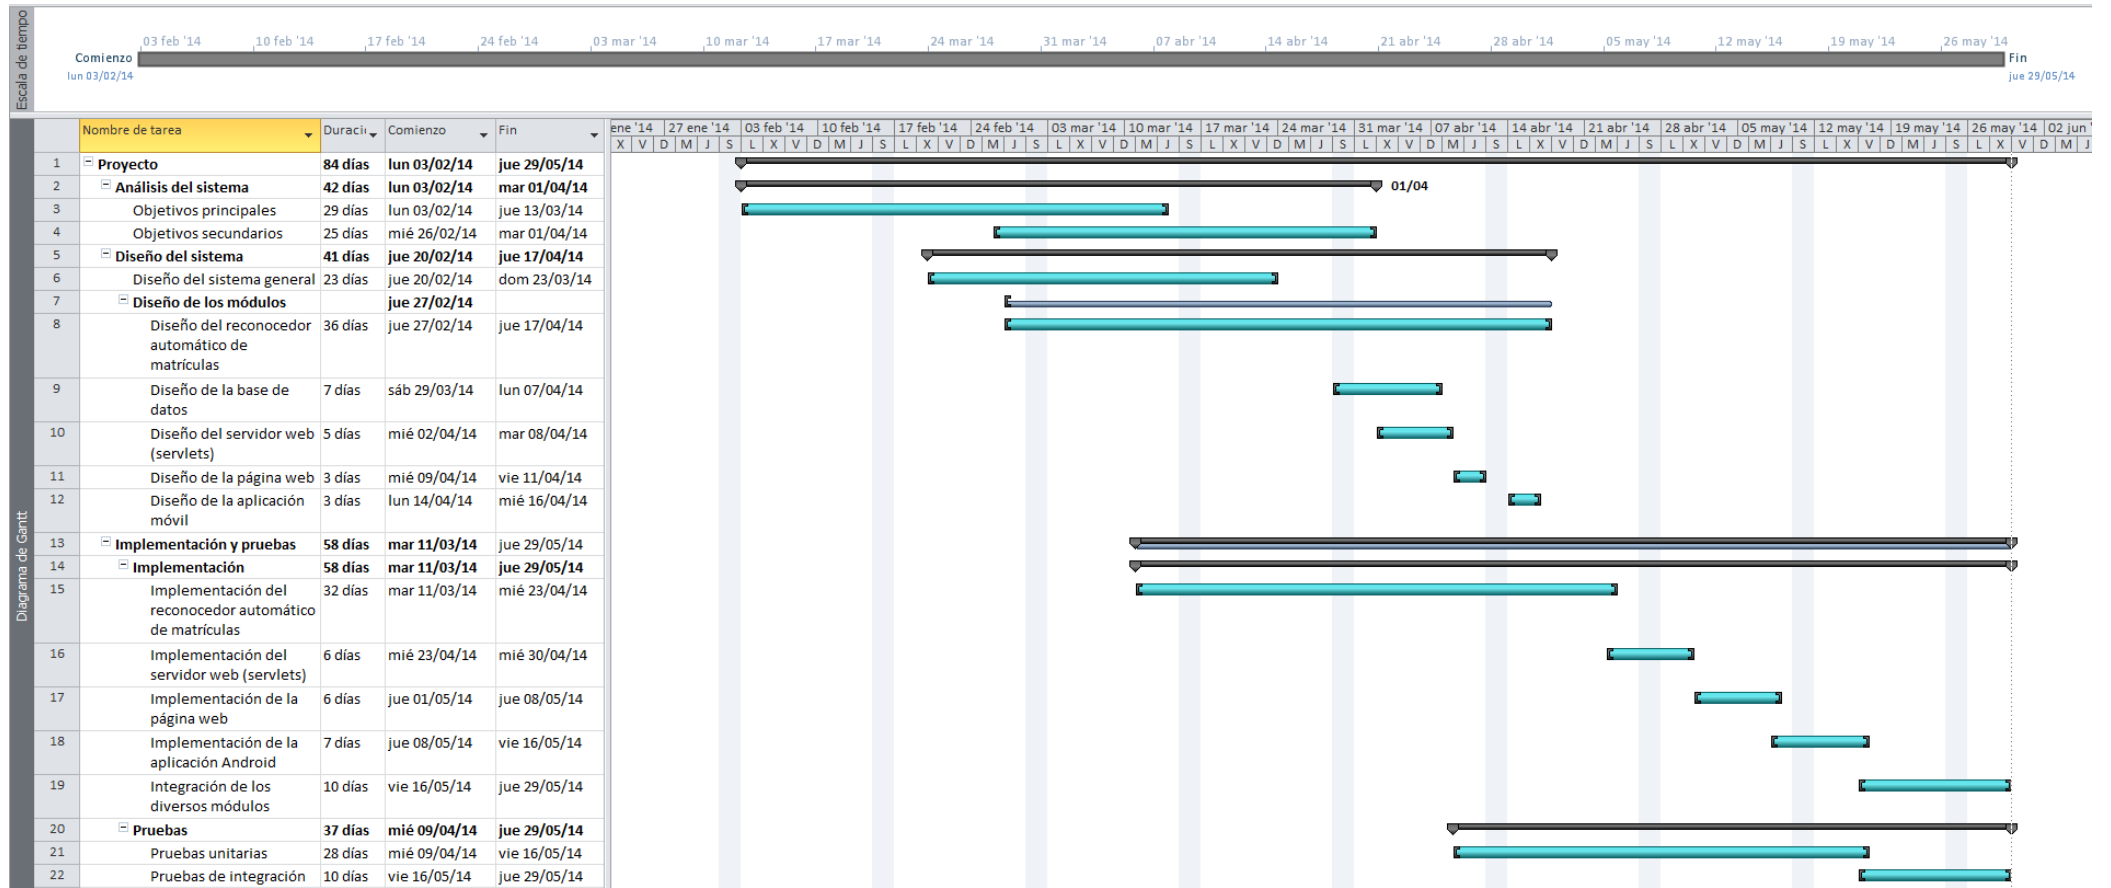 Escala de tiempo
03 feb '14 10 feb '14 17 feb '14 24 feb '14 03 mar '14 10 mar '14 17 mar '14 24 mar '14 31 mar '14 07 abr '14 14 abr '14 21 abr '14 28 abr '14 05 may '14 12 may '14 19 may '14 26 may '14
Comienzo
lun 03/02/14
Fin
jue 29/05/14
Diagrama de Gantt
Nombre de tarea Duracio Comienzo Fin
ene '14 27 ene '14 03 feb '14 10 feb '14 17 feb '14 24 feb '14 03 mar '14 10 mar '14 17 mar '14 24 mar '14 31 mar '14 07 abr '14 14 abr '14 21 abr '14 28 abr '14 05 may '14 12 may '14 19 may '14 26 may '14 02 jun '
X V D M J S L X V D M J S L X V D M J S L X V D M J S L X V D M J S L X V D M J S L X V D M J S L X V D M J S L X V D M J S L X V D M J S L X V D M J
1 Proyecto 84 días lun 03/02/14 jue 29/05/14
2 Análisis del sistema 42 días lun 03/02/14 mar 01/04/14 01/04
3 Objetivos principales 29 días lun 03/02/14 jue 13/03/14
4 Objetivos secundarios 25 días mié 26/02/14 mar 01/04/14
5 Diseño del sistema 41 días jue 20/02/14 jue 17/04/14
6 Diseño del sistema general 23 días jue 20/02/14 dom 23/03/14
7 Diseño de los módulos jue 27/02/14
8 Diseño del reconocedor 36 días jue 27/02/14 jue 17/04/14
automático de
matrículas
9 Diseño de la base de 7 días sáb 29/03/14 lun 07/04/14
datos
10 Diseño del servidor web 5 días mié 02/04/14 mar 08/04/14
(servlets)
11 Diseño de la página web 3 días mié 09/04/14 vie 11/04/14
12 Diseño de la aplicación 3 días lun 14/04/14 mié 16/04/14
móvil
13 Implementación y pruebas 58 días mar 11/03/14 jue 29/05/14
14 Implementación 58 días mar 11/03/14 jue 29/05/14
15 Implementación del 32 días mar 11/03/14 mié 23/04/14
reconocedor automático
de matrículas
16 Implementación del 6 días mié 23/04/14 mié 30/04/14
servidor web (servlets)
17 Implementación de la 6 días jue 01/05/14 jue 08/05/14
página web
18 Implementación de la 7 días jue 08/05/14 vie 16/05/14
aplicación Android
19 Integración de los 10 días vie 16/05/14 jue 29/05/14
diversos módulos
20 Pruebas 37 días mié 09/04/14 jue 29/05/14
21 Pruebas unitarias 28 días mié 09/04/14 vie 16/05/14
22 Pruebas de integración 10 días vie 16/05/14 jue 29/05/14